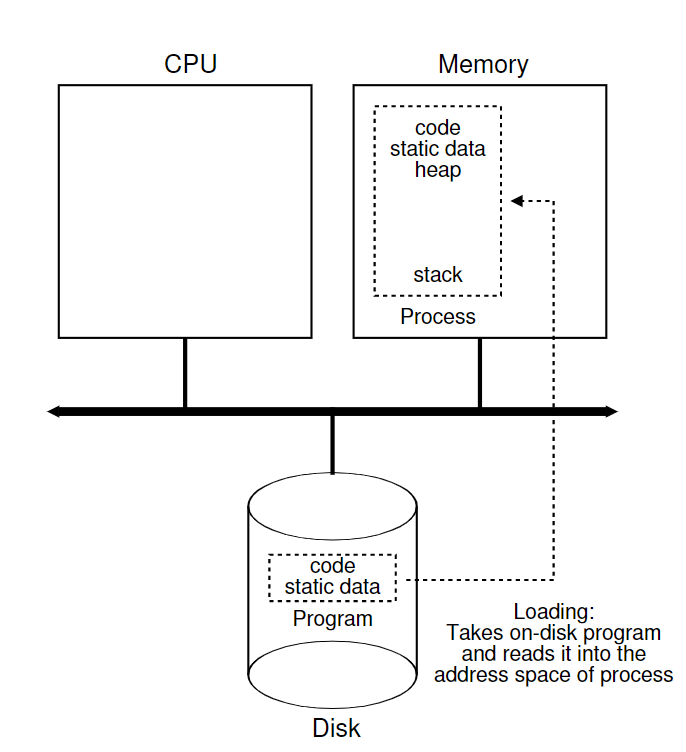 CPU
Memory
code
static data
heap
stack
Process
code
static data
Program
Loading:
Takes on-disk program
and reads it into the
address space of process
Disk